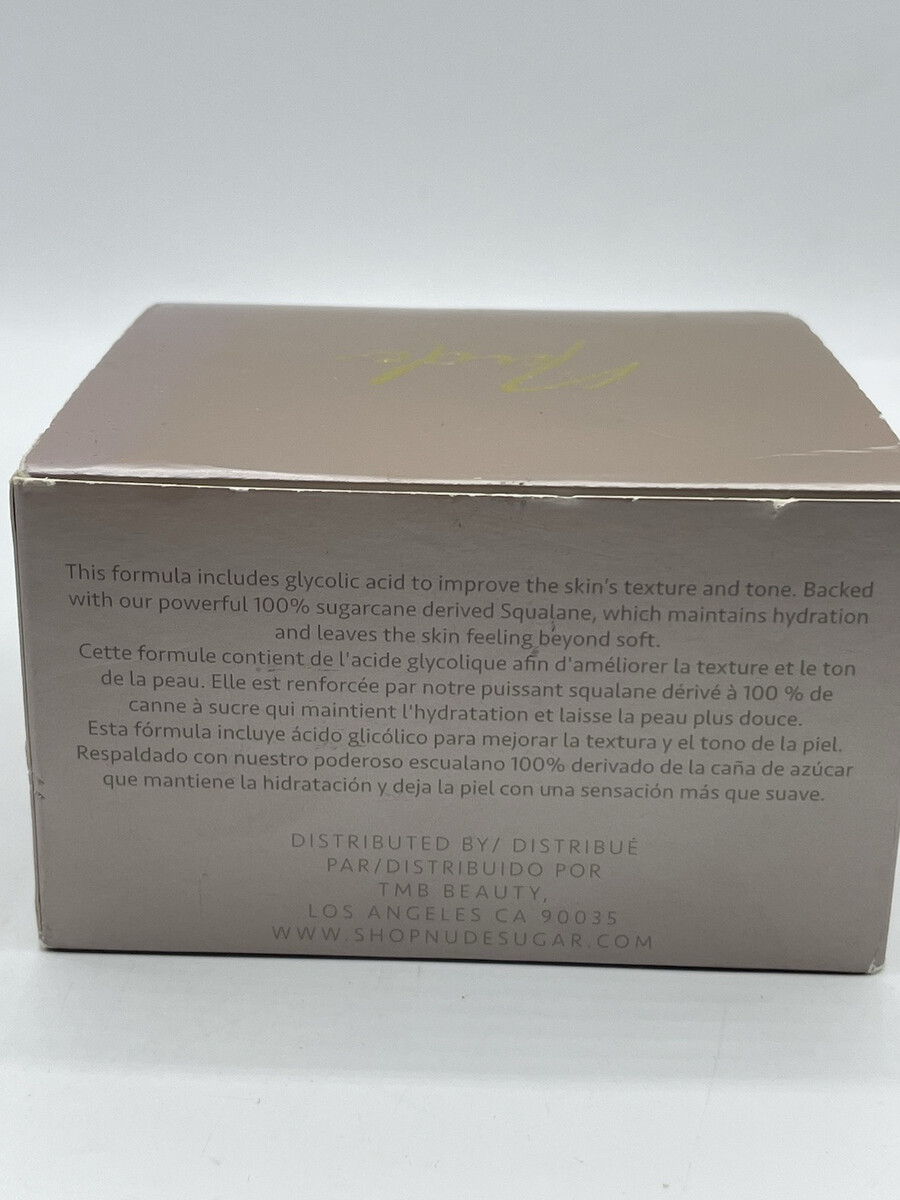 Nude
This formula includes glycolic acid to improve the skin's texture and tone. Backed
with our powerful 100% sugarcane derived Squalane, which maintains hydration
and leaves the skin feeling beyond soft.
Cette formule contient de l'acide glycolique afin d'améliorer la texture et le ton
de la peau. Elle est renforcée par notre puissant squalane dérivé à 100 % de
canne à sucre qui maintient l'hydratation et laisse la peau plus douce.
Esta fórmula incluye ácido glicólico para mejorar la textura y el tono de la piel.
Respaldado con nuestro poderoso escualano 100% derivado de la caña de azúcar
que mantiene la hidratación y deja la piel con una sensación más que suave.
DISTRIBUTED BY/ DISTRIBUÉ
PAR/DISTRIBUIDO POR
TMB BEAUTY,
LOS ANGELES CA 90035
WWW.SHOPNUDESUGAR.COM